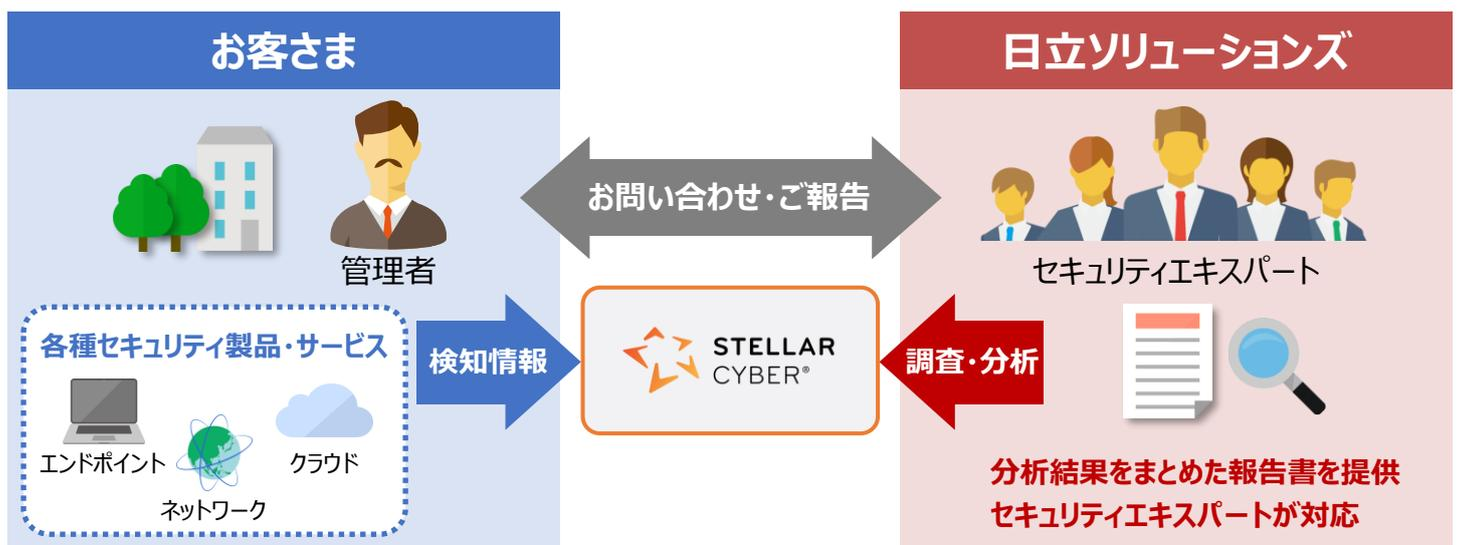 お客さま
日立ソリューションズ
お問い合わせ・ご報告
管理者
セキュリティエキスパート
各種セキュリティ製品・サービス
検知情報
STELLAR
CYBER®
調査・分析
エンドポイント
クラウド
ネットワーク
分析結果をまとめた報告書を提供
セキュリティエキスパートが対応